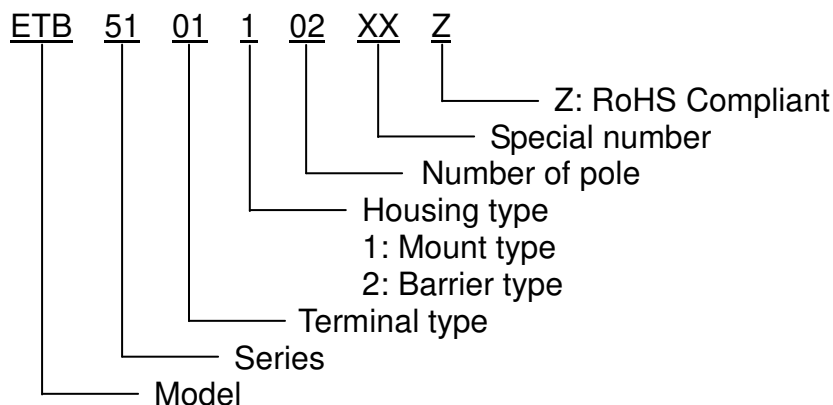 ETB 51 01 1 02 XX Z
Z: RoHS Compliant
Special number
Number of pole
Housing type
1: Mount type
2: Barrier type
Terminal type
Series
Model